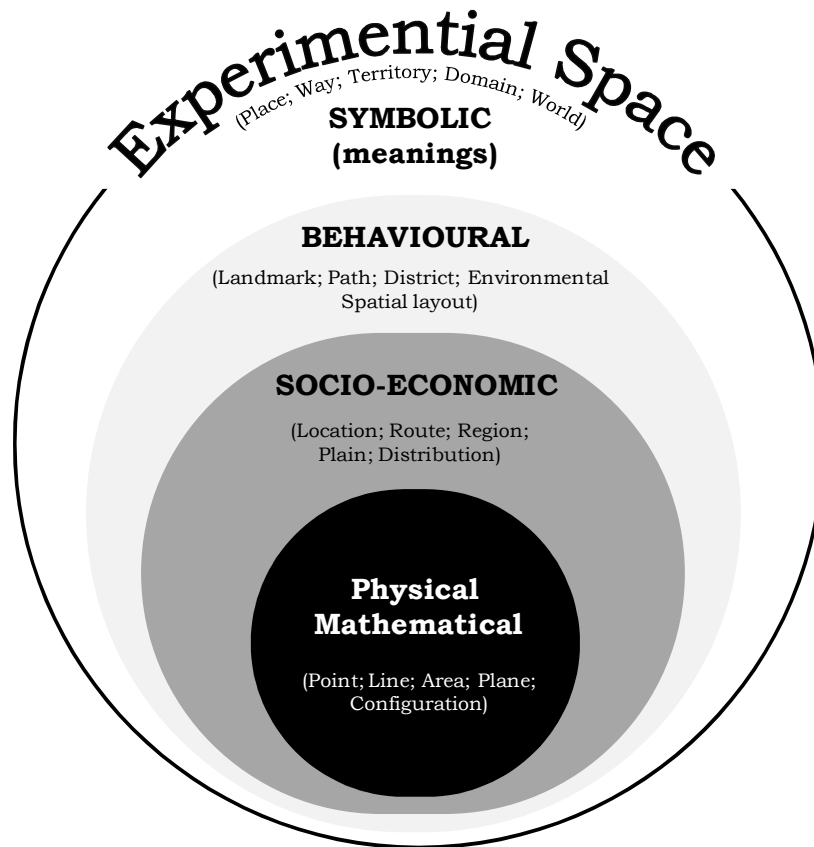 Experimential Space
(Place; Way; Territory; Domain; World)
SYMBOLIC
(meanings)
BEHAVIOURAL
(Landmark; Path; District; Environmental
Spatial layout)
SOCIO-ECONOMIC
(Location; Route; Region;
Plain; Distribution)
Physical
Mathematical
(Point; Line; Area; Plane;
Configuration)